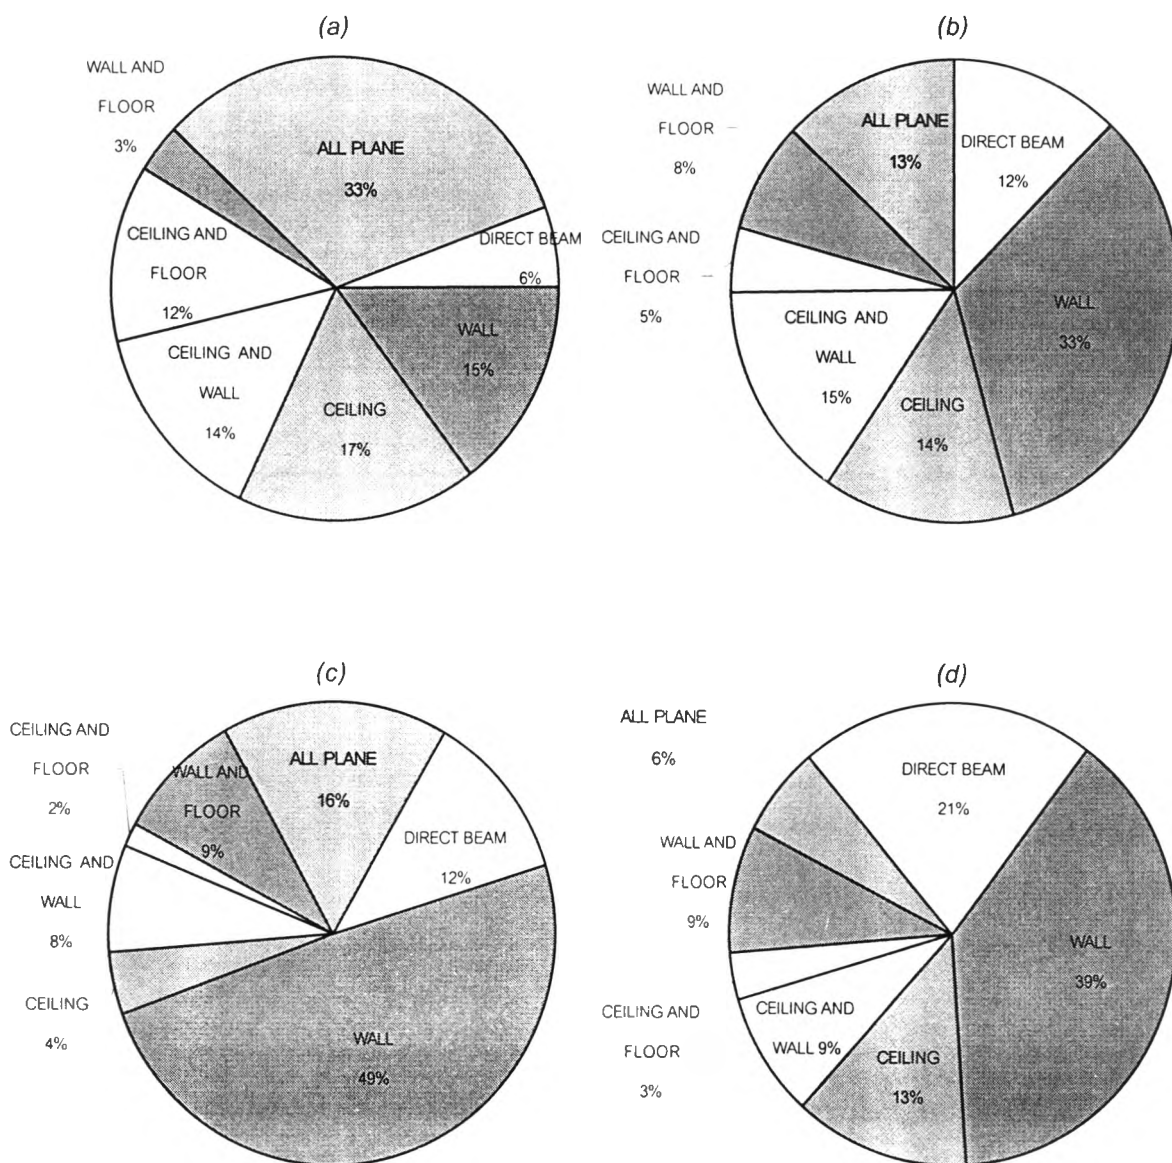 (a)
WALL AND
FLOOR
3%
ALL PLANE
33%
DIRECT BEAM
6%
CEILING AND
FLOOR
12%
WALL
15%
CEILING AND
WALL
14%
CEILING
17%
(b)
WALL AND
FLOOR
8%
ALL PLANE
13%
DIRECT BEAM
12%
CEILING AND
FLOOR
5%
WALL
33%
CEILING AND
WALL
15%
CEILING
14%
(c)
CEILING AND
FLOOR
2%
WALL AND
FLOOR
9%
ALL PLANE
16%
DIRECT BEAM
12%
CEILING AND
WALL
8%
CEILING
4%
WALL
49%
(d)
ALL PLANE
6%
DIRECT BEAM
21%
WALL AND
FLOOR
9%
WALL
39%
CEILING AND
FLOOR
3%
CEILING AND
WALL 9%
CEILING
13%